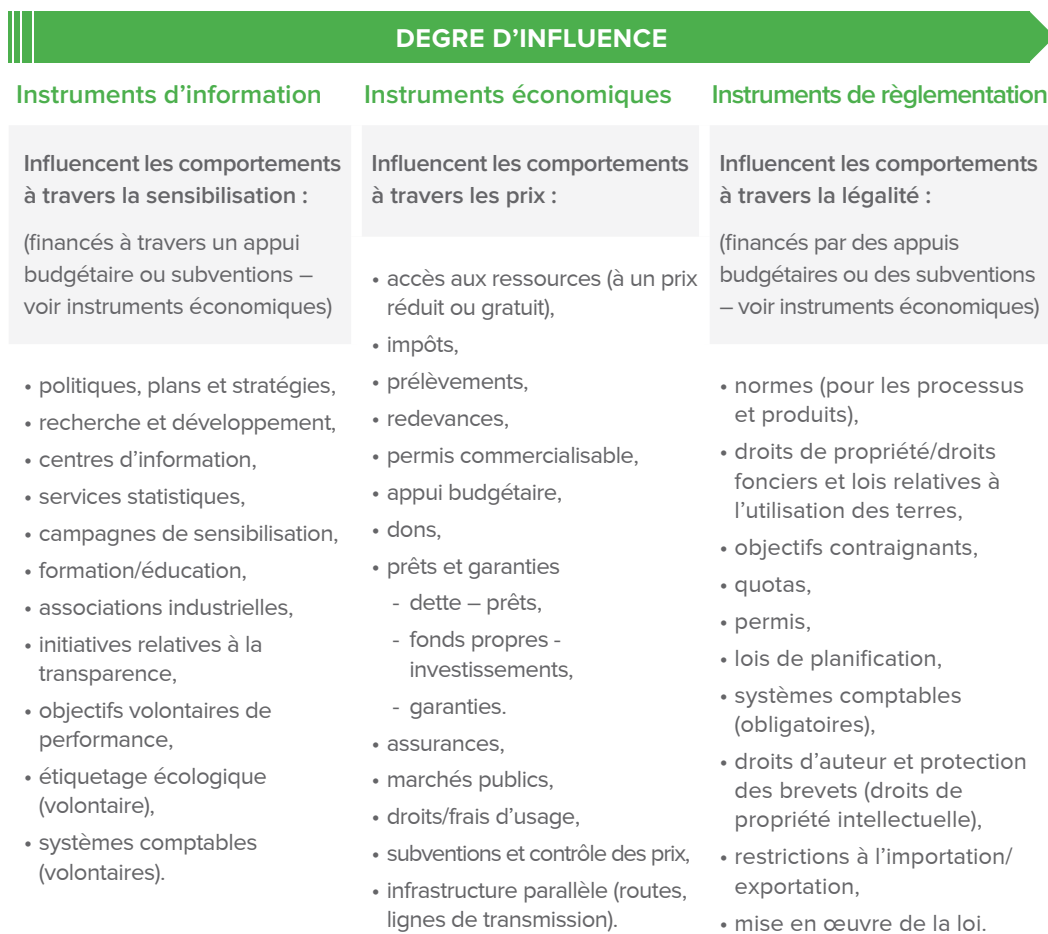 DEGRE D’INFLUENCE
Instruments d’information
Influencent les comportements
à travers la sensibilisation :
(financés à travers un appui
budgétaire ou subventions –
voir instruments économiques)
• politiques, plans et stratégies,
• recherche et développement,
• centres d’information,
• services statistiques,
• campagnes de sensibilisation,
• formation/éducation,
• associations industrielles,
• initiatives relatives à la
transparence,
• objectifs volontaires de
performance,
• étiquetage écologique
(volontaire),
• systèmes comptables
(volontaires).
Instruments économiques
Influencent les comportements
à travers les prix :
• accès aux ressources (à un prix
réduit ou gratuit),
• impôts,
• prélèvements,
• redevances,
• permis commercialisable,
• appui budgétaire,
• dons,
• prêts et garanties
- dette – prêts,
- fonds propres -
investissements,
- garanties.
• assurances,
• marchés publics,
• droits/frais d’usage,
• subventions et contrôle des prix,
• infrastructure parallèle (routes,
lignes de transmission).
Instruments de règlementation
Influencent les comportements
à travers la légalité :
(financés par des appuis
budgétaires ou des subventions
– voir instruments économiques)
• normes (pour les processus
et produits),
• droits de propriété/droits
fonciers et lois relatives à
l’utilisation des terres,
• objectifs contraignants,
• quotas,
• permis,
• lois de planification,
• systèmes comptables
(obligatoires),
• droits d’auteur et protection
des brevets (droits de
propriété intellectuelle),
• restrictions à l’importation/
exportation,
• mise en œuvre de la loi.